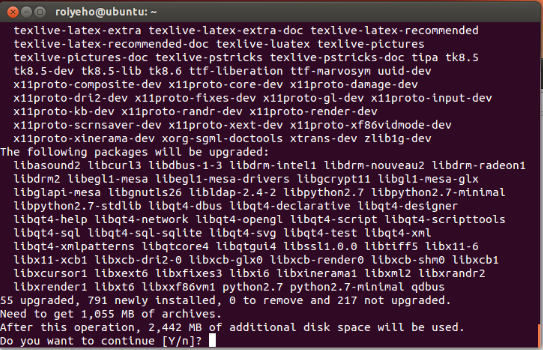 roiyeho@ubuntu: ~
texlive-latex-extra texlive-latex-extra-doc texlive-latex-recommended
texlive-latex-recommended-doc texlive-luatex texlive-pictures
texlive-pictures-doc texlive-pstricks texlive-pstricks-doc tipa tk8.5
tk8.5-dev tk8.5-lib tk8.6 ttf-liberation ttf-marvosym uuid-dev
x11proto-composite-dev x11proto-core-dev x11proto-damage-dev
x11proto-dri2-dev x11proto-fixes-dev x11proto-gl-dev x11proto-input-dev
x11proto-kb-dev x11proto-randr-dev x11proto-render-dev
x11proto-scrnsaver-dev x11proto-xext-dev x11proto-xf86vidmode-dev
x11proto-xinerama-dev xorg-sgml-doctools xtrans-dev zlib1g-dev
The following packages will be upgraded:
libasound2 libcurl3 libdbus-1-3 libdrm-intel1 libdrm-nouveau2 libdrm-radeon1
libdrm2 libegl1-mesa libegl1-mesa-drivers libgcrypt11 libgl1-mesa-glx
libglapi-mesa libgnutls26 libldap-2.4-2 libpython2.7 libpython2.7-minimal
libpython2.7-stdlib libqt4-dbus libqt4-declarative libqt4-designer
libqt4-help libqt4-network libqt4-opengl libqt4-script libqt4-scripttools
libqt4-sql libqt4-sql-sqlite libqt4-svg libqt4-test libqt4-xml
libqt4-xmlpatterns libqtcore4 libqtgui4 libssl1.0.0 libtiff5 libx11-6
libx11-xcb1 libxcb-dri2-0 libxcb-glx0 libxcb-render0 libxcb-shm0 libxcb1
libxcursor1 libxext6 libxfixes3 libxi6 libxinerama1 libxml2 libxrandr2
libxrender1 libxt6 libxxf86vm1 python2.7 python2.7-minimal qdbus
55 upgraded, 791 newly installed, 0 to remove and 217 not upgraded.
Need to get 1,055 MB of archives.
After this operation, 2,442 MB of additional disk space will be used.
Do you want to continue [Y/n]?